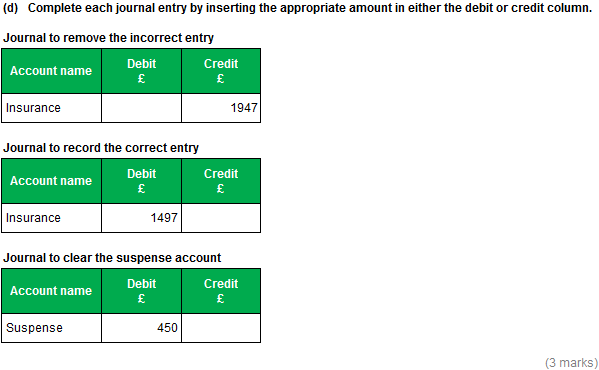 (d) Complete each journal entry by inserting the appropriate amount in either the debit or credit column.
Journal to remove the incorrect entry
Account name Debit £ Credit £
Insurance 1947
Journal to record the correct entry
Account name Debit £ Credit £
Insurance 1497
Journal to clear the suspense account
Account name Debit £ Credit £
Suspense 450
(3 marks)